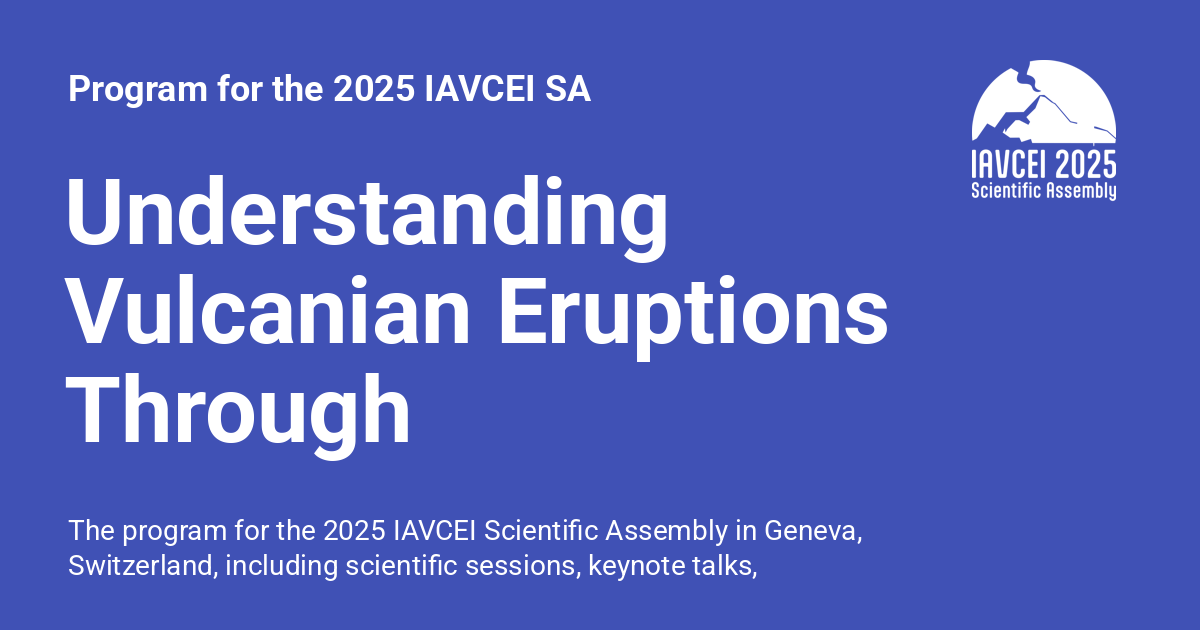 Program for the 2025 IAVCEI SA
IAVCEI 2025
Scientific Assembly
Understanding
Vulcanian Eruptions
Through
The program for the 2025 IAVCEI Scientific Assembly in Geneva,
Switzerland, including scientific sessions, keynote talks,